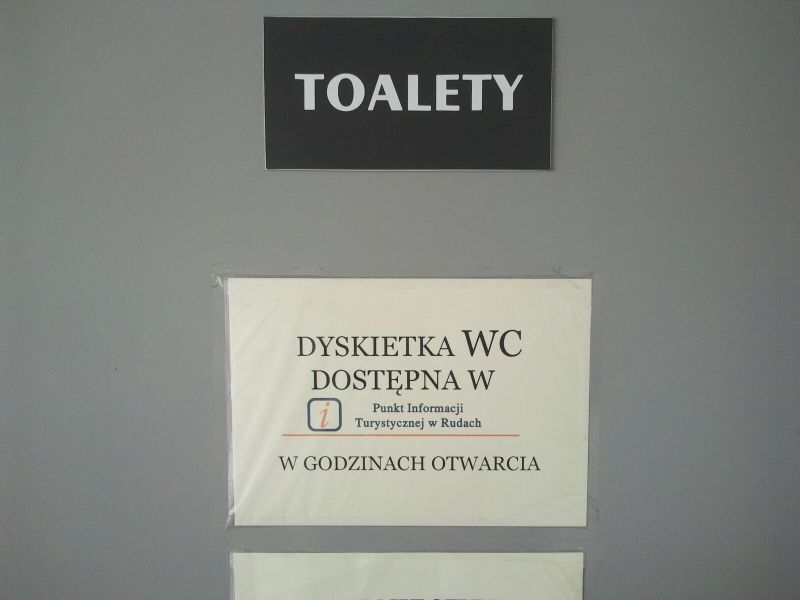 TOALETY
DYSKIETKA WC
DOSTĘPNA W
i
Punkt Informacji
Turystycznej w Rudach
W GODZINACH OTWARCIA